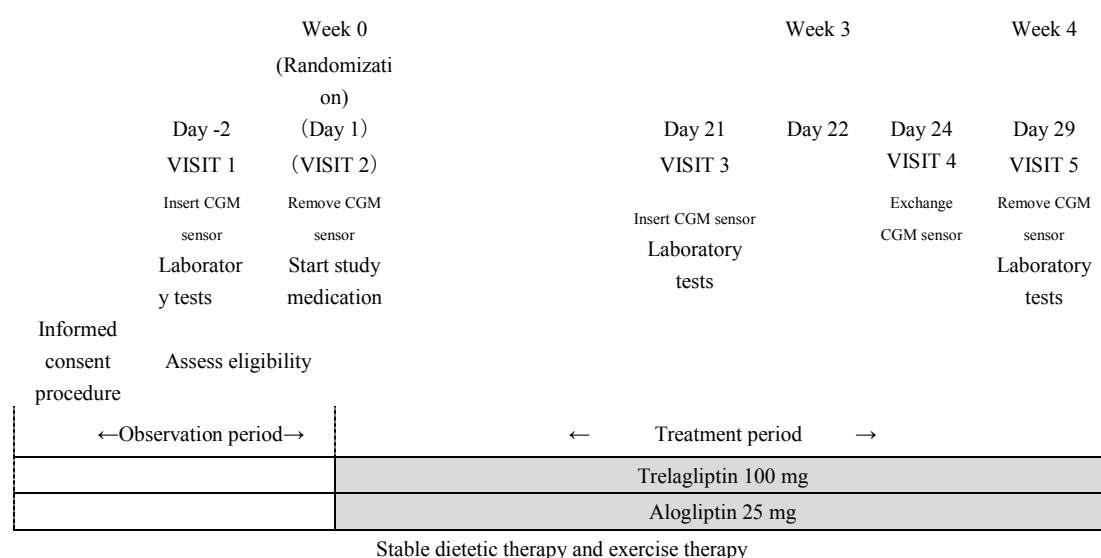 Week 0 Week 3 Week 4
(Randomizati
on)
Day -2 （Day 1） Day 21 Day 22 Day 24 Day 29
VISIT 1 （VISIT 2） VISIT 3 VISIT 4 VISIT 5
Insert CGM
sensor
Laborator
y tests
Remove CGM
sensor
Start study
medication
Insert CGM sensor
Laboratory
tests
Exchange
CGM sensor
Remove CGM
sensor
Laboratory
tests
Informed
consent
procedure
Assess eligibility
←Observation period→ ← Treatment period →
Trelagliptin 100 mg
Alogliptin 25 mg
Stable dietetic therapy and exercise therapy